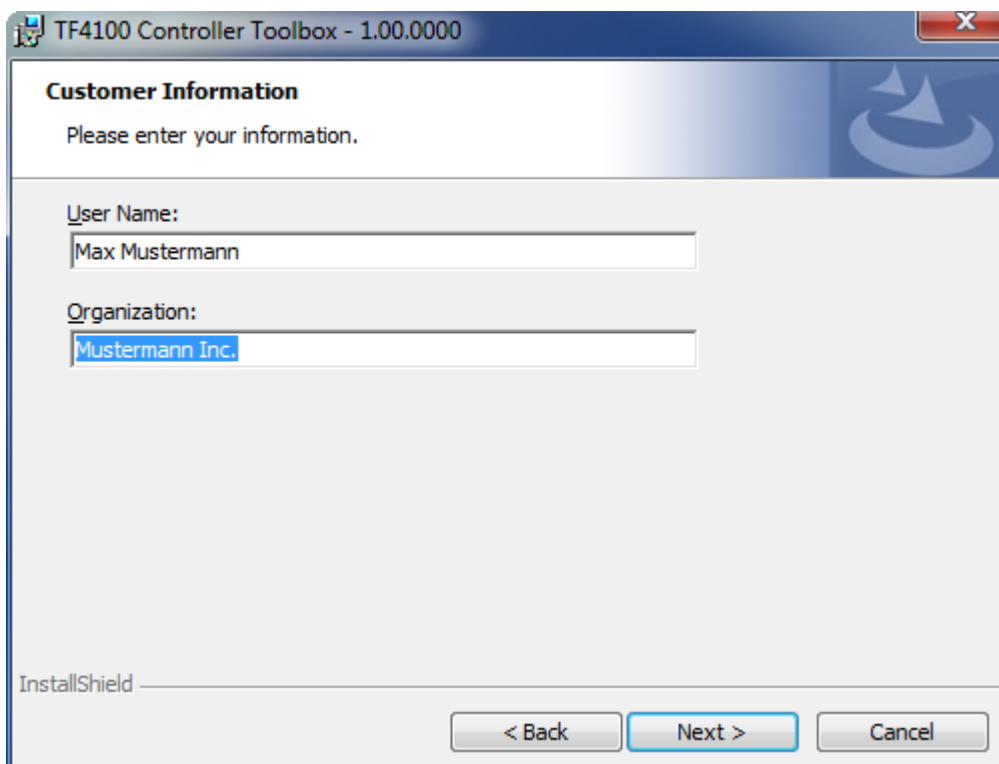 TF4100 Controller Toolbox - 1.00.0000
Customer Information
Please enter your information.
User Name:
Max Mustermann
Organization:
Mustermann Inc.
InstallShield
< Back Next > Cancel